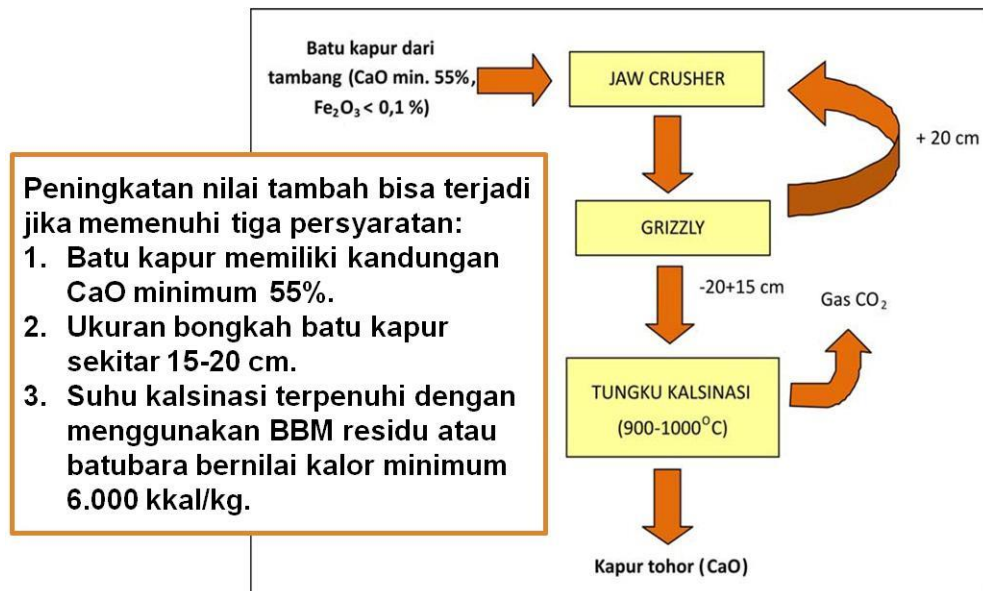 Batu kapur dari
tambang (CaO min. 55%,
Fe₂O₃ < 0,1 %)
JAW CRUSHER
+ 20 cm
GRIZZLY
-20+15 cm
Gas CO₂
TUNGKU KALSINASI
(900-1000⁰C)
Kapur tohor (CaO)
Peningkatan nilai tambah bisa terjadi
jika memenuhi tiga persyaratan:
1. Batu kapur memiliki kandungan
CaO minimum 55%.
2. Ukuran bongkah batu kapur
sekitar 15-20 cm.
3. Suhu kalsinasi terpenuhi dengan
menggunakan BBM residu atau
batubara bernilai kalor minimum
6.000 kkal/kg.